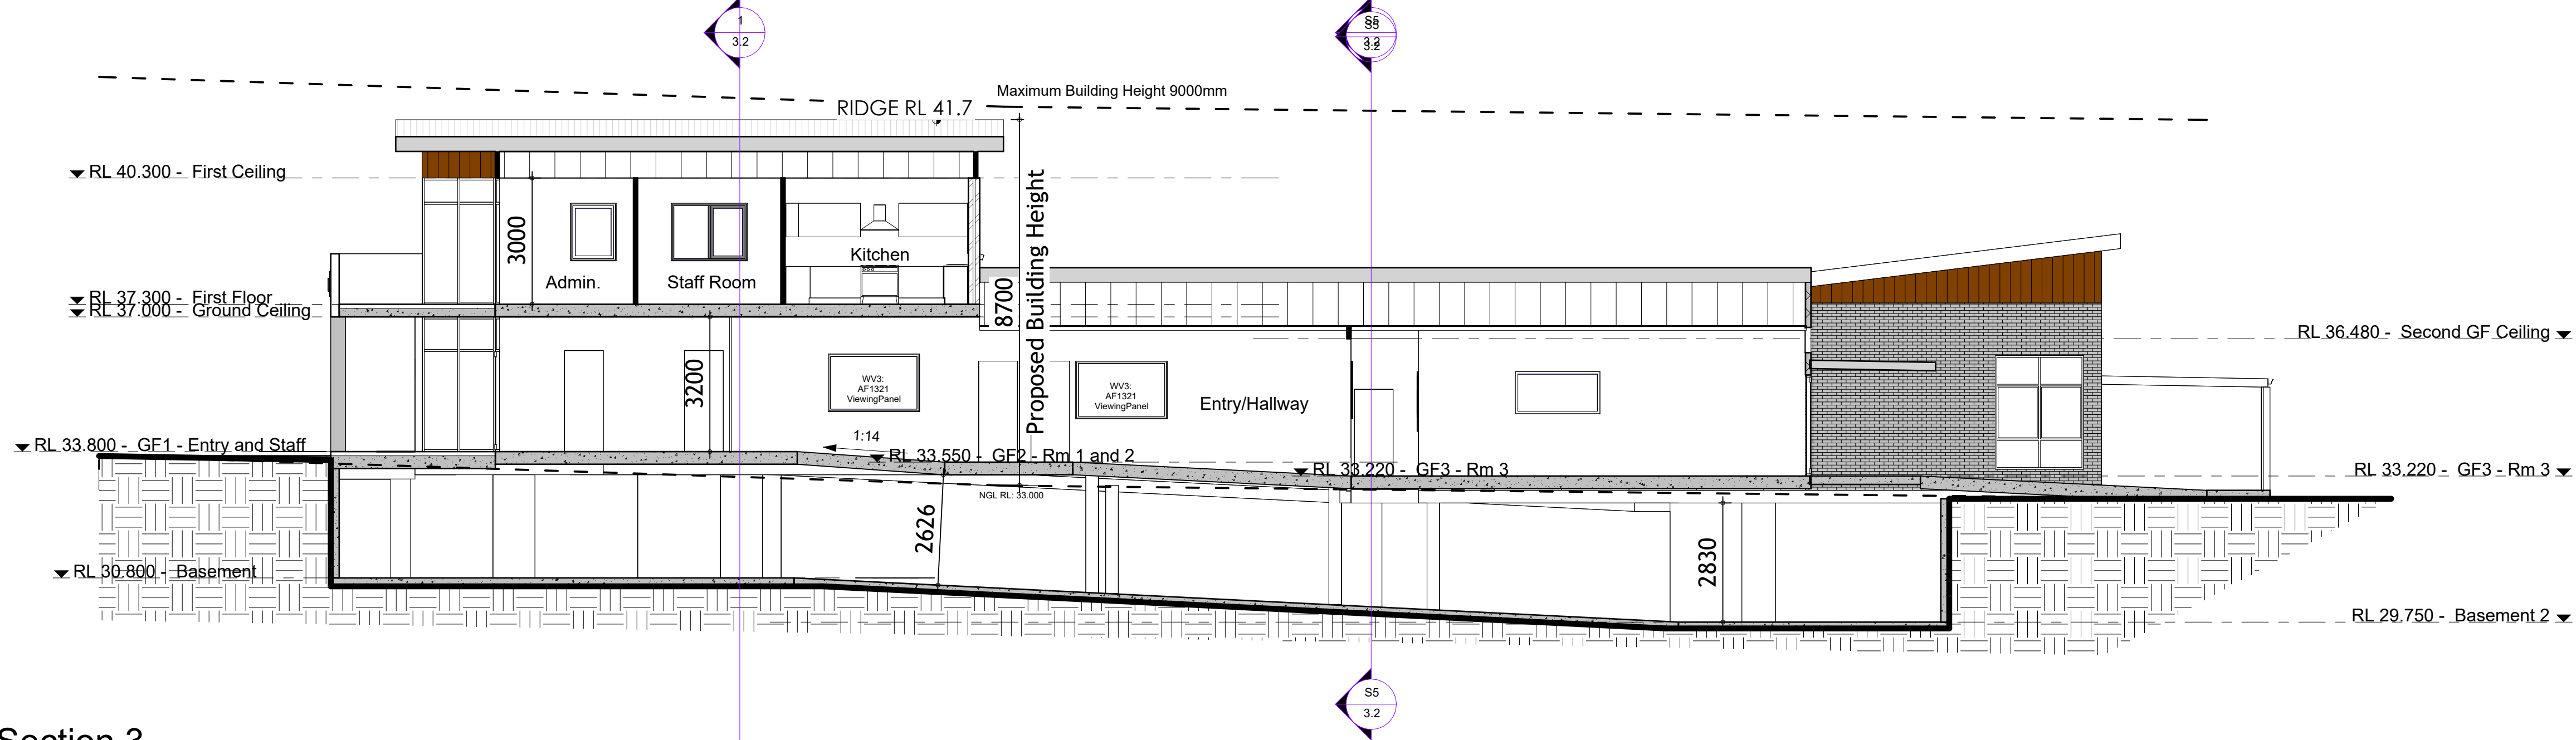 1
3.2
S5
S5
3.2
3.2
Maximum Building Height 9000mm
RIDGE RL 41.7
RL 40.300 - First Ceiling
3000
Kitchen
Admin.
Staff Room
Proposed Building Height
8700
RL 37.300 - First Floor
RL 37.000 - Ground Ceiling
RL 36.480 - Second GF Ceiling
3200
WV3:
AF1321
ViewingPanel
WV3:
AF1321
ViewingPanel
Entry/Hallway
1:14
RL 33.800 - GF1 - Entry and Staff
RL 33.550 - GF2 - Rm 1 and 2
RL 33.220 - GF3 - Rm 3
RL 33.220 - GF3 - Rm 3
NGL RL: 33.000
2626
2830
RL 30.800 - Basement
RL 29.750 - Basement 2
S5
3.2
Section 3